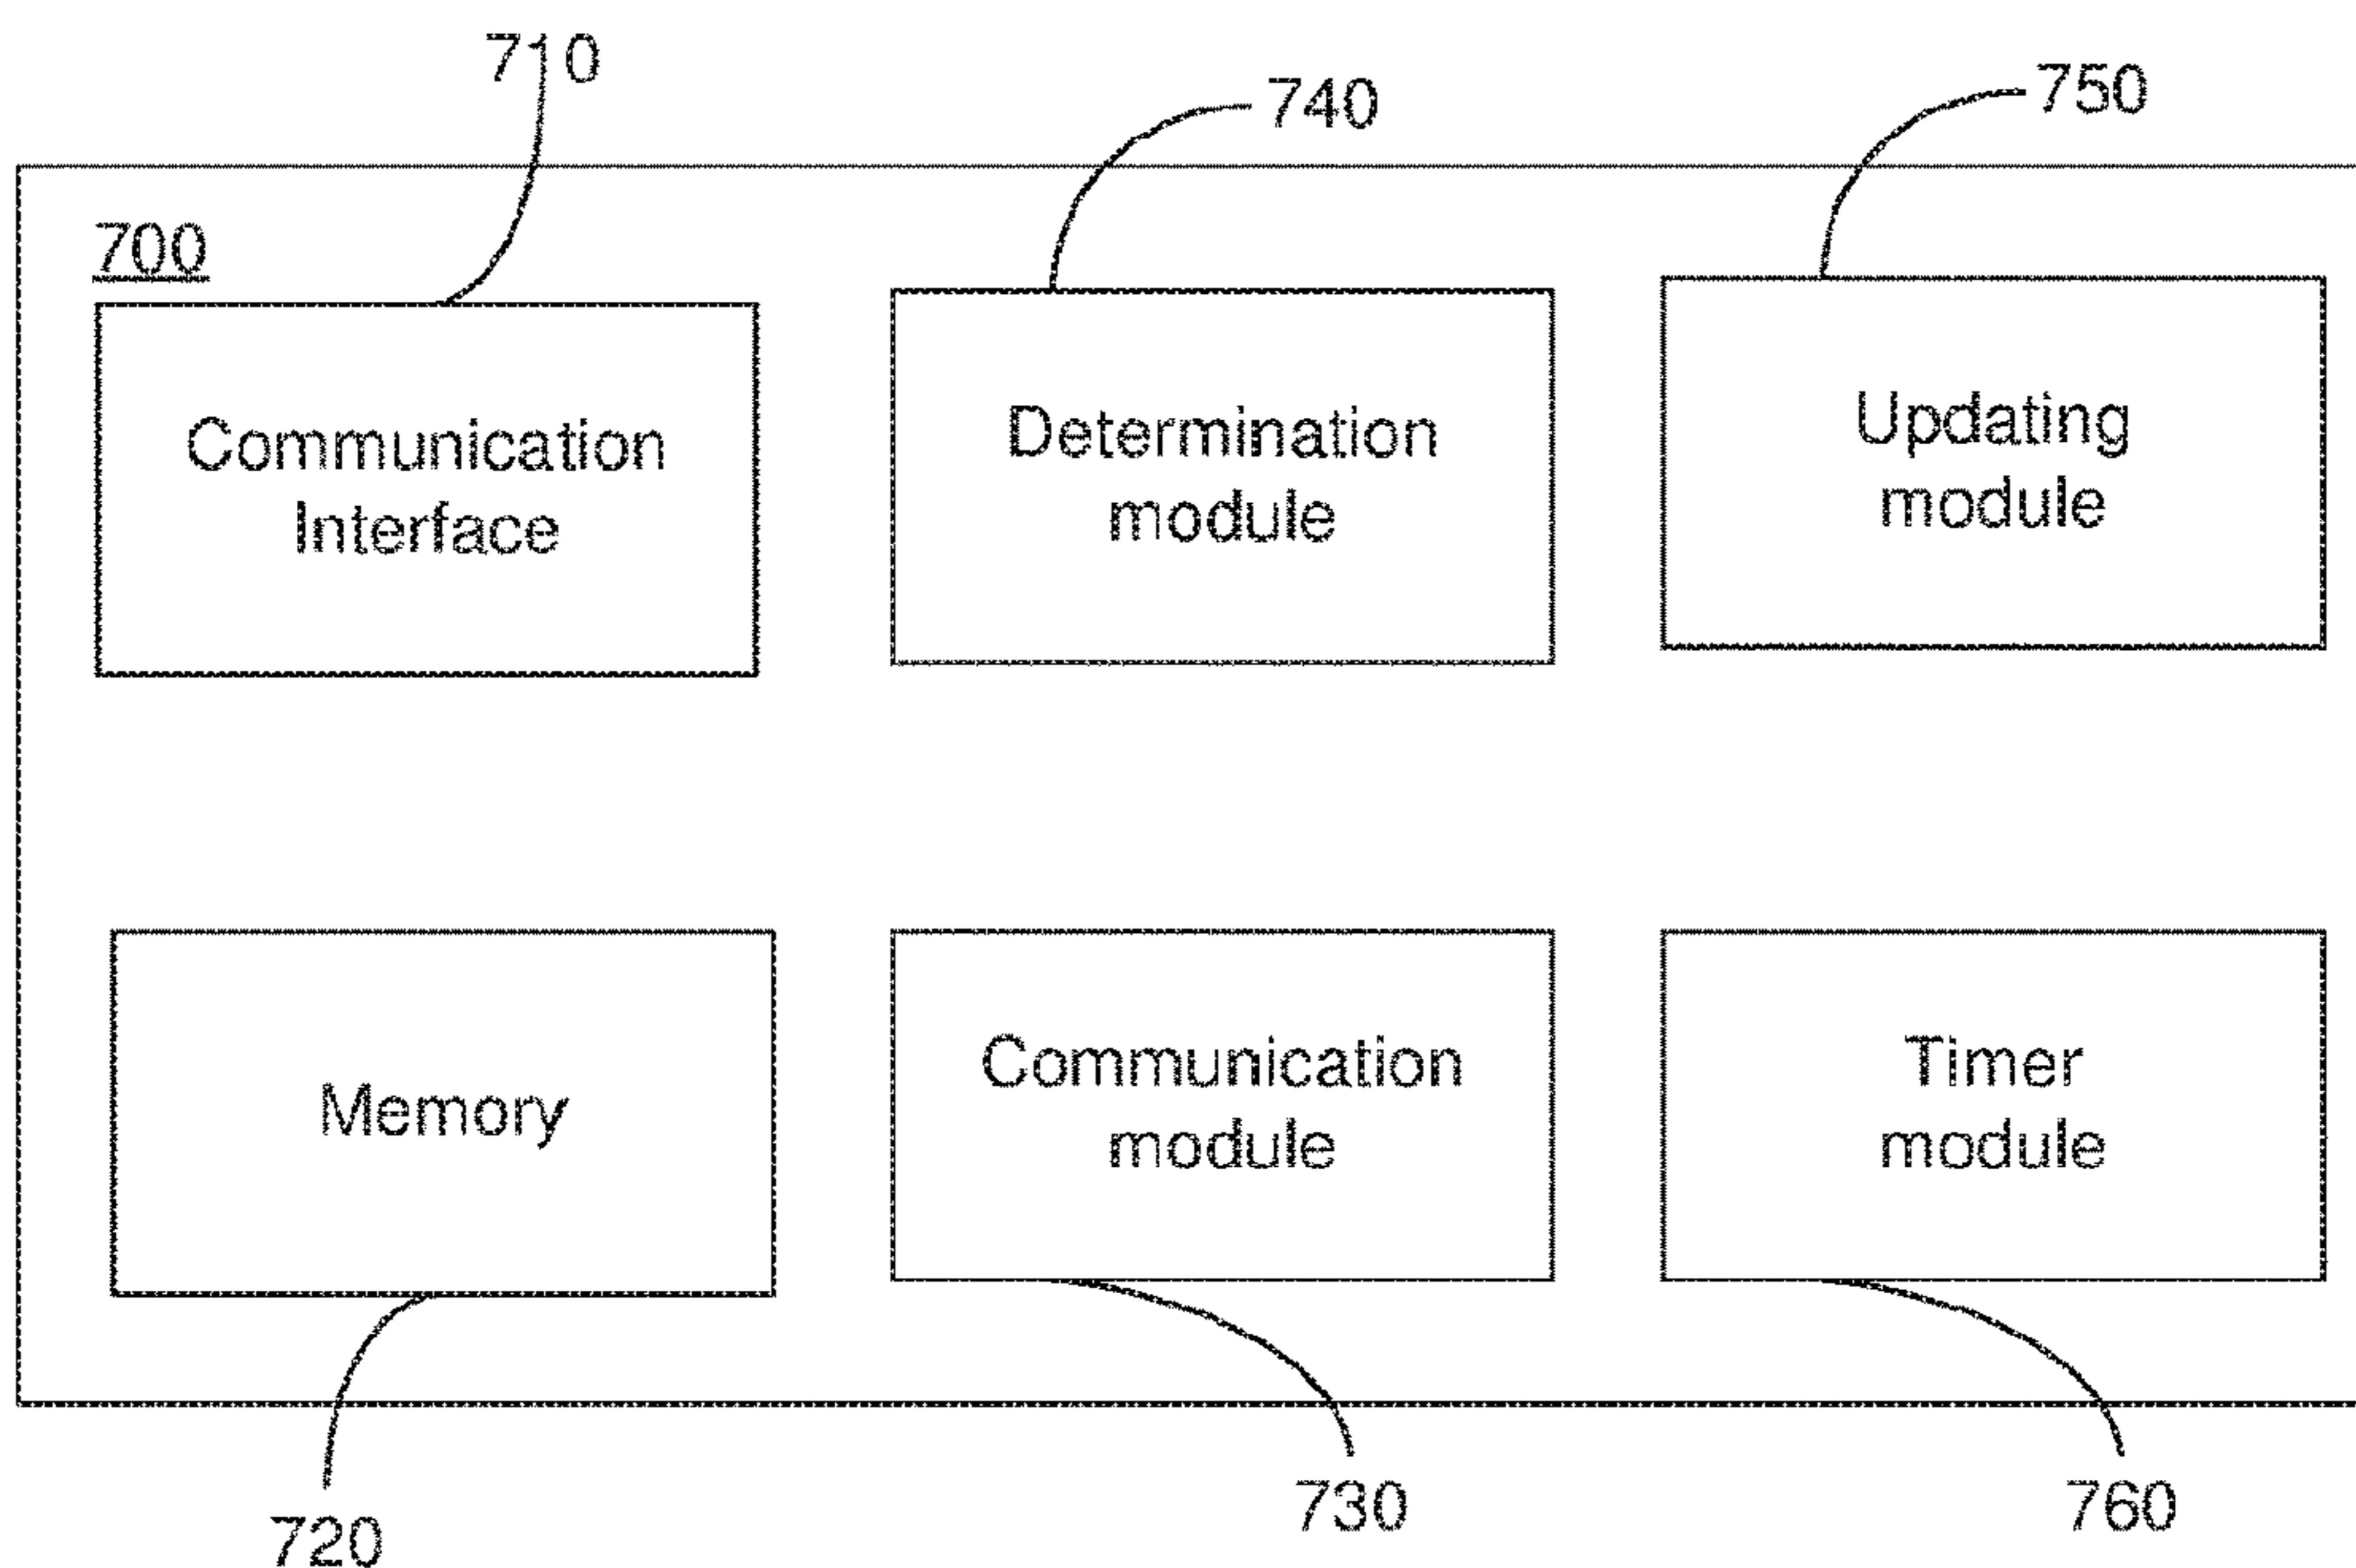 710
740
750
700
Communication
Interface
Determination
module
Updating
module
Memory
Communication
module
Timer
module
720
730
760